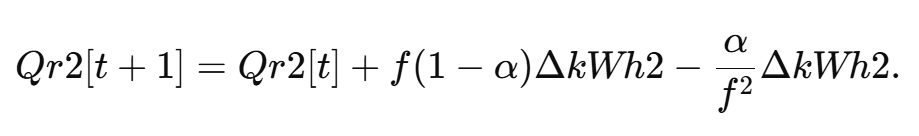 Qr2[t + 1] = Qr2[t] + f(1 − α)ΔkWh2 − α/f² ΔkWh2.